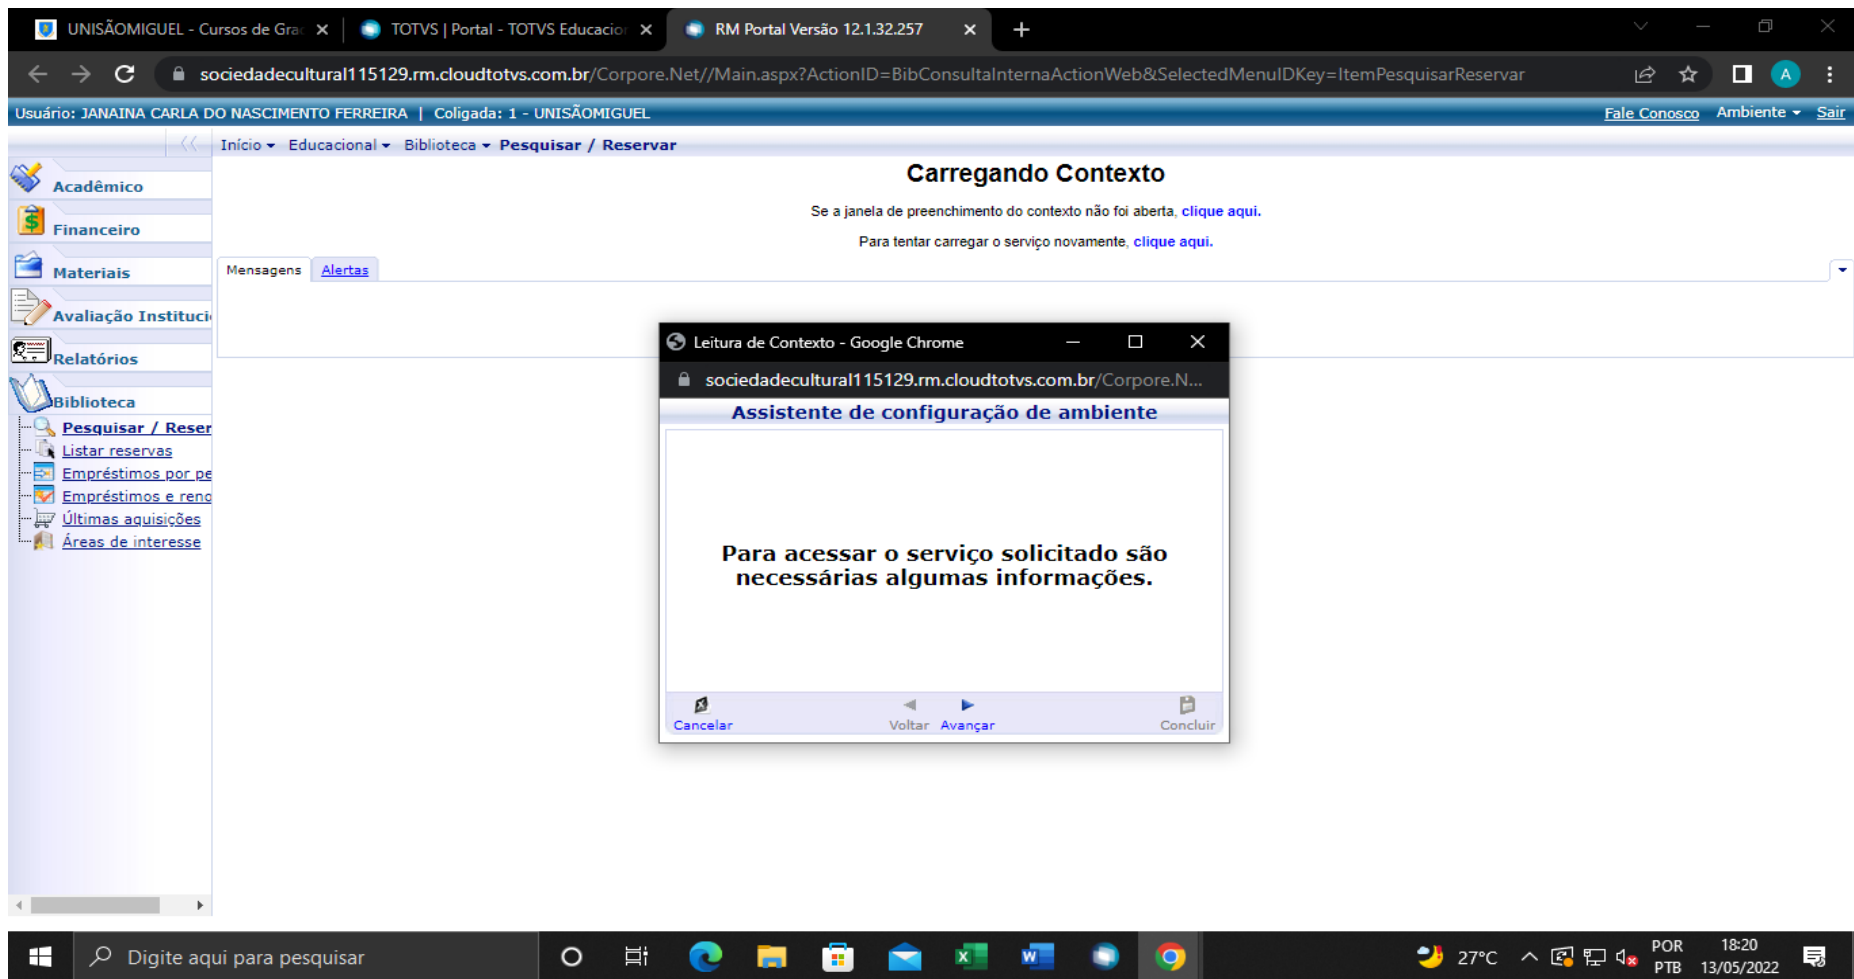 UNISÃOMIGUEL - Cursos de Grac
TOTVS | Portal - TOTVS Educacion
RM Portal Versão 12.1.32.257
sociedadecultural115129.rm.cloudtotvs.com.br/Corpore.Net//Main.aspx?ActionID=BibConsultaInternaActionWeb&SelectedMenuIDKey=ItemPesquisarReservar
A
Usuário: JANAINA CARLA DO NASCIMENTO FERREIRA | Coligada: 1 - UNISÃOMIGUEL
Fale Conosco Ambiente Sair
Início Educacional Biblioteca Pesquisar / Reservar
Acadêmico
Financeiro
Materiais
Avaliação Instituci
Relatórios
Biblioteca
Pesquisar / Reser
Listar reservas
Empréstimos por pe
Empréstimos e reno
Últimas aquisições
Áreas de interesse
Carregando Contexto
Se a janela de preenchimento do contexto não foi aberta, clique aqui.
Para tentar carregar o serviço novamente, clique aqui.
Mensagens Alertas
Leitura de Contexto - Google Chrome
sociedadecultural115129.rm.cloudtotvs.com.br/Corpore.N...
Assistente de configuração de ambiente
Para acessar o serviço solicitado são
necessárias algumas informações.
Cancelar Voltar Avançar Concluir
Digite aqui para pesquisar
27°C
POR
PTB
18:20
13/05/2022